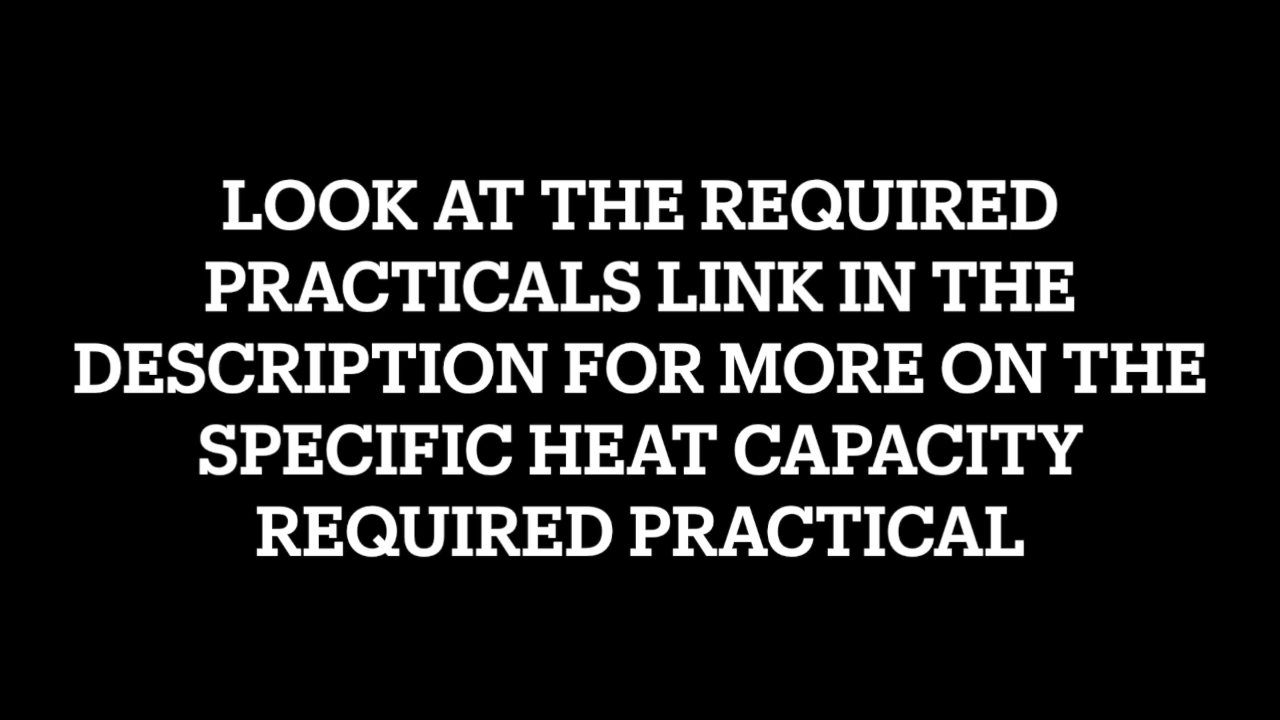 LOOK AT THE REQUIRED
PRACTICALS LINK IN THE
DESCRIPTION FOR MORE ON THE
SPECIFIC HEAT CAPACITY
REQUIRED PRACTICAL